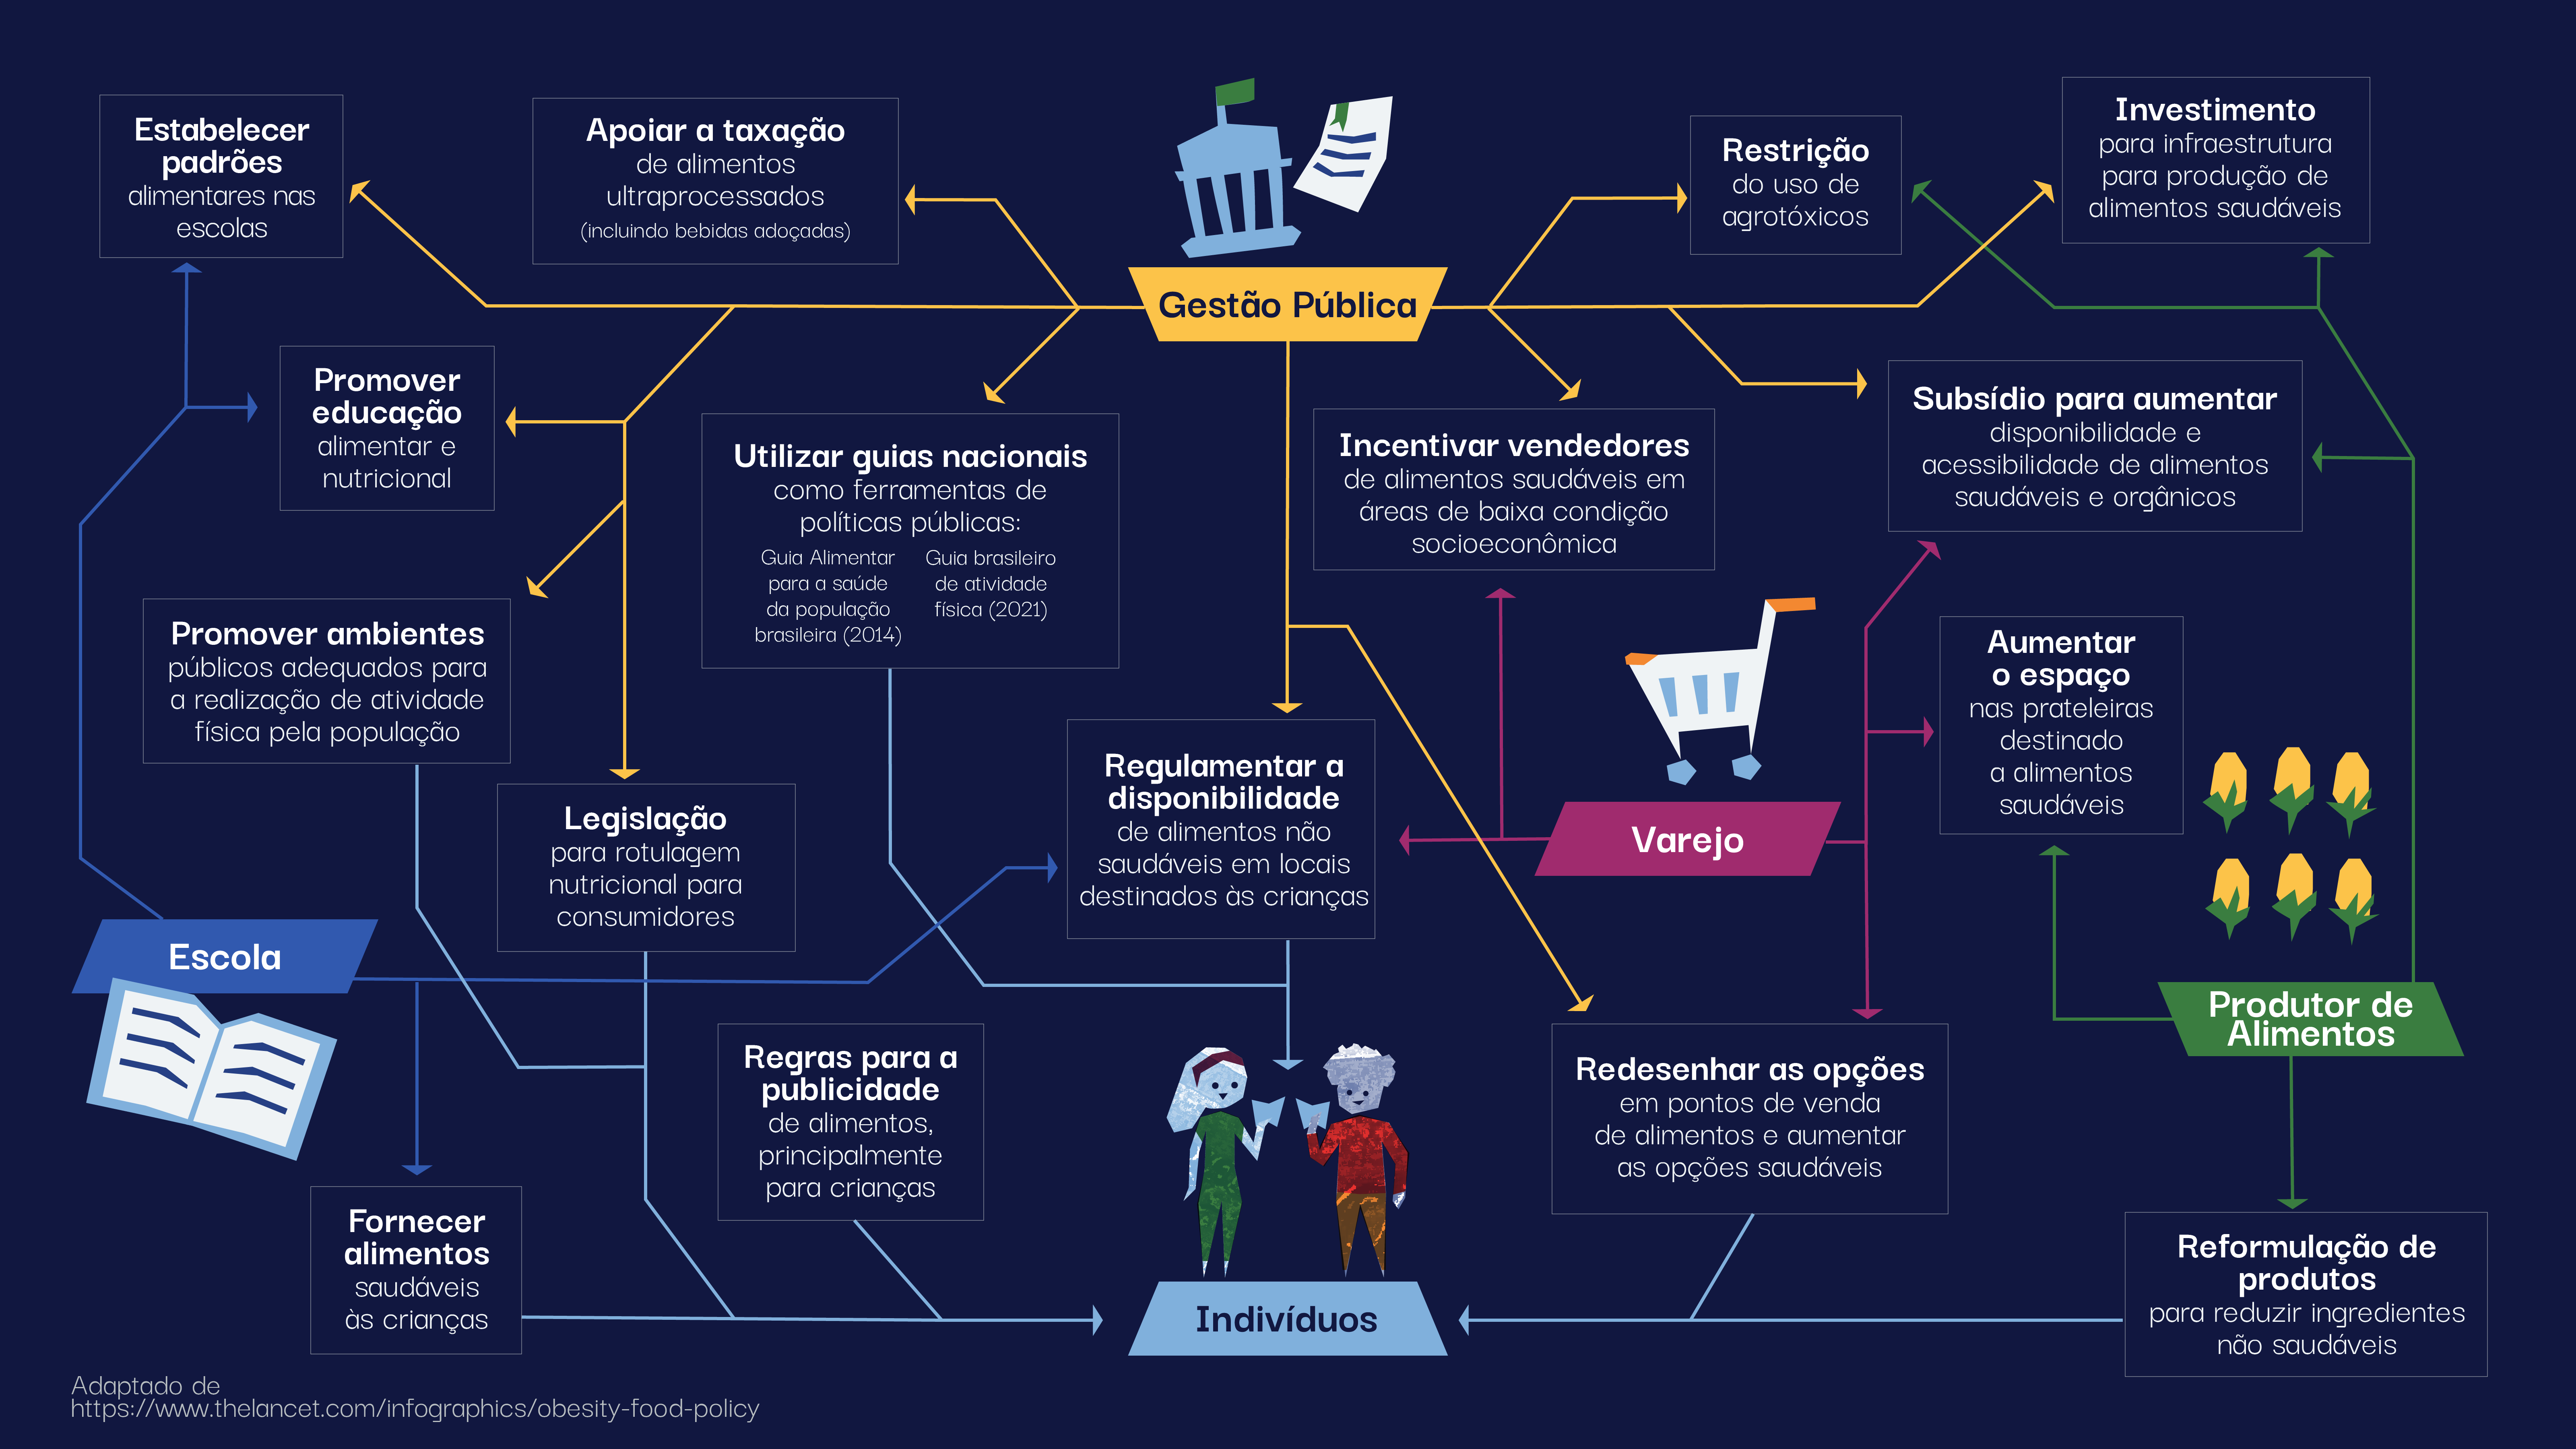 Estabelecer
padrões
alimentares nas
escolas
Apoiar a taxação
de alimentos
ultraprocessados
(incluindo bebidas adoçadas)
Gestão Pública
Restrição
do uso de
agrotóxicos
Investimento
para infraestrutura
para produção de
alimentos saudáveis
Promover
educação
alimentar e
nutricional
Utilizar guias nacionais
como ferramentas de
políticas públicas:
Guia Alimentar
para a saúde
da população
brasileira (2014)
Guia brasileiro
de atividade
física (2021)
Incentivar vendedores
de alimentos saudáveis em
áreas de baixa condição
socioeconômica
Subsídio para aumentar
disponibilidade e
acessibilidade de alimentos
saudáveis e orgânicos
Promover ambientes
públicos adequados para
a realização de atividade
física pela população
Aumentar
o espaço
nas prateleiras
destinado
a alimentos
saudáveis
Legislação
para rotulagem
nutricional para
consumidores
Regulamentar a
disponibilidade
de alimentos não
saudáveis em locais
destinados às crianças
Varejo
Escola
Produtor de
Alimentos
Regras para a
publicidade
de alimentos,
principalmente
para crianças
Redesenhar as opções
em pontos de venda
de alimentos e aumentar
as opções saudáveis
Fornecer
alimentos
saudáveis
às crianças
Indivíduos
Reformulação de
produtos
para reduzir ingredientes
não saudáveis
Adaptado de
https://www.thelancet.com/infographics/obesity-food-policy